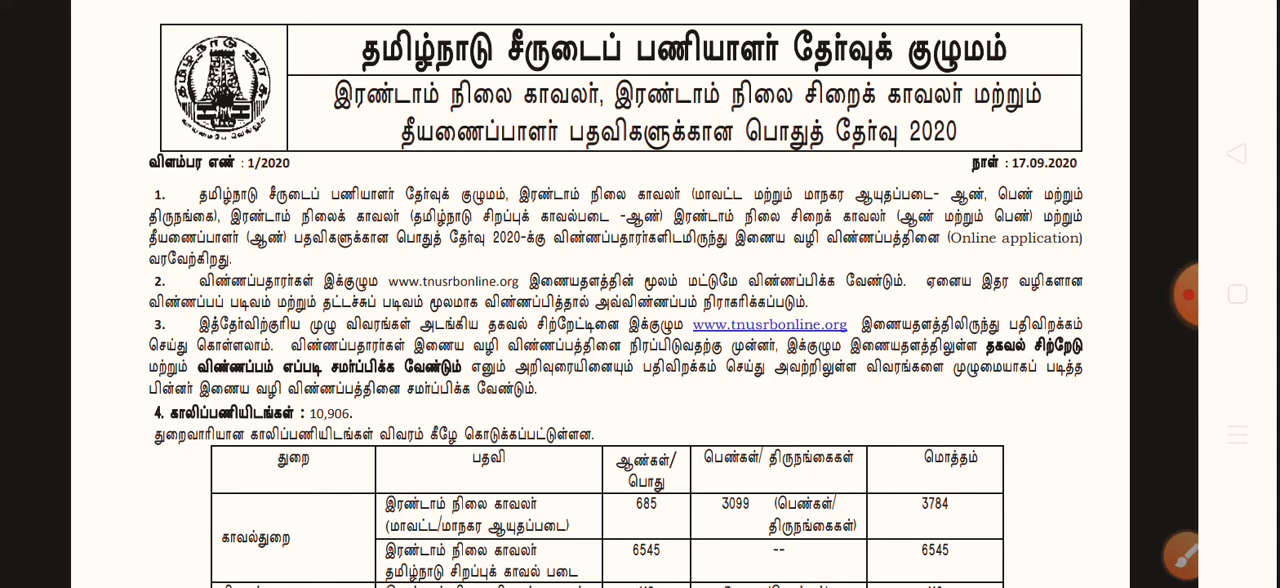 தமிழ்நாடு சீருடைப் பணியாளர் தேர்வுக் குழுமம்
இரண்டாம் நிலை காவலர், இரண்டாம் நிலை சிறைக் காவலர் மற்றும்
தீயணைப்பாளர் பதவிகளுக்கான பொதுத் தேர்வு 2020
விளம்பர எண் : 1/2020 நாள் : 17.09.2020
1. தமிழ்நாடு சீருடைப் பணியாளர் தேர்வுக் குழுமம், இரண்டாம் நிலை காவலர் (மாவட்ட மற்றும் மாநகர ஆயுதப்படை- ஆண், பெண் மற்றும்
திருநங்கை), இரண்டாம் நிலைக் காவலர் (தமிழ்நாடு சிறப்புக் காவல்படை -ஆண்) இரண்டாம் நிலை சிறைக் காவலர் (ஆண் மற்றும் பெண்) மற்றும்
தீயணைப்பாளர் (ஆண்) பதவிகளுக்கான பொதுத் தேர்வு 2020-க்கு விண்ணப்பதாரர்களிடமிருந்து இணைய வழி விண்ணப்பத்தினை (Online application)
வரவேற்கிறது.
2. விண்ணப்பதாரர்கள் இக்குழும www.tnusrbonline.org இணையதளத்தின் மூலம் மட்டுமே விண்ணப்பிக்க வேண்டும். ஏனைய இதர வழிகளான
விண்ணப்பப் படிவம் மற்றும் தட்டச்சுப் படிவம் மூலமாக விண்ணப்பித்தால் அவ்விண்ணப்பம் நிராகரிக்கப்படும்.
3. இத்தேர்விற்குரிய முழு விவரங்கள் அடங்கிய தகவல் சிற்றேட்டினை இக்குழும www.tnusrbonline.org இணையதளத்திலிருந்து பதிவிறக்கம்
செய்து கொள்ளலாம். விண்ணப்பதாரர்கள் இணைய வழி விண்ணப்பத்தினை நிரப்பிடுவதற்கு முன்னர், இக்குழும இணையதளத்திலுள்ள தகவல் சிற்றேடு
மற்றும் விண்ணப்பம் எப்படி சமர்ப்பிக்க வேண்டும் எனும் அறிவுரையினையும் பதிவிறக்கம் செய்து அவற்றிலுள்ள விவரங்களை முழுமையாகப் படித்த
பின்னர் இணைய வழி விண்ணப்பத்தினை சமர்ப்பிக்க வேண்டும்.
4. காலிப்பணியிடங்கள் : 10,906.
துறைவாரியான காலிப்பணியிடங்கள் விவரம் கீழே கொடுக்கப்பட்டுள்ளன.
துறை பதவி ஆண்கள்/ பெண்கள்/ திருநங்கைகள் மொத்தம்
பொது
இரண்டாம் நிலை காவலர் 685 3099 (பெண்கள்/ 3784
(மாவட்ட/மாநகர ஆயுதப்படை) திருநங்கைகள்)
காவல்துறை
இரண்டாம் நிலை காவலர் 6545 -- 6545
தமிழ்நாடு சிறப்புக் காவல் படை